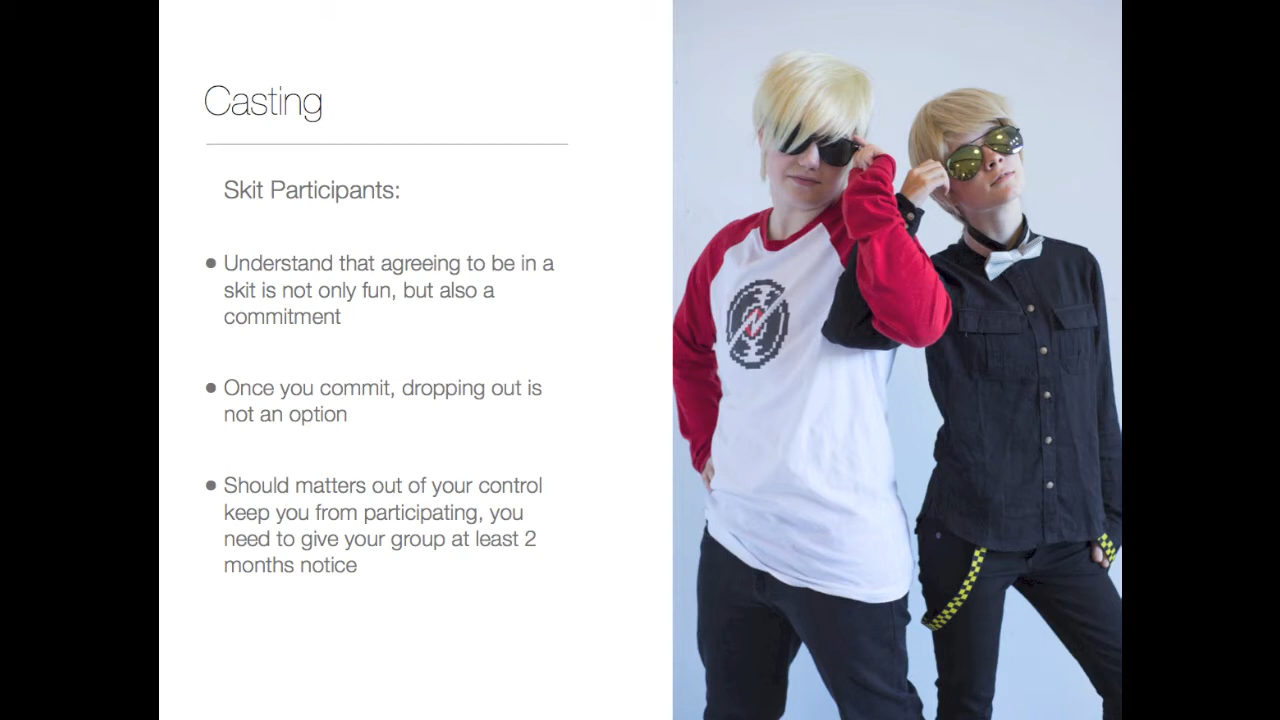 Casting
Skit Participants:
● Understand that agreeing to be in a
skit is not only fun, but also a
commitment
● Once you commit, dropping out is
not an option
● Should matters out of your control
keep you from participating, you
need to give your group at least 2
months notice